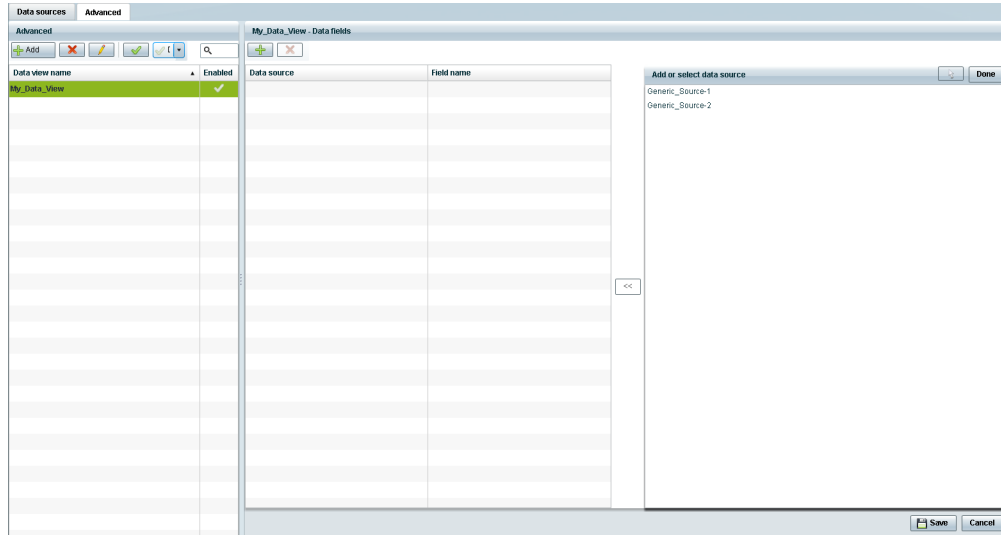 Data sources
Advanced
Advanced
My_Data_View - Data fields
Add
Data view name
Enabled
Data source
Field name
Add or select data source
Done
My_Data_View
Generic_Source-1
Generic_Source-2
<<
Save
Cancel